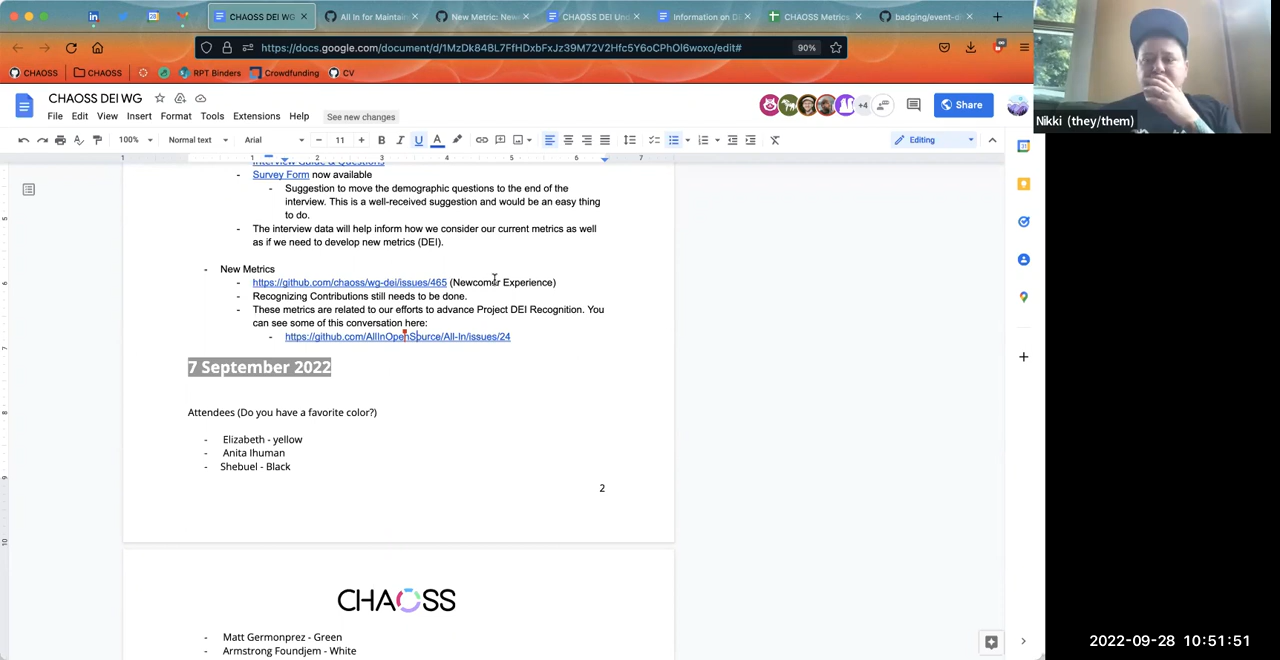 CHAOSS DEI WG
All In for Maintain
New Metric: New
CHAOSS DEI Un
Information on D
CHAOSS Metrics
badging/event-d
https://docs.google.com/document/d/1MzDk84BL7FfHDxbFxJz39M72V2Hfc5Y6oCPhOl6woxo/edit#
90%
CHAOSS
CHAOSS
RPT Binders
Crowdfunding
CV
CHAOSS DEI WG
File Edit View Insert Format Tools Extensions Help
See new changes
+4
Share
100%
Normal text
Arial
11
Editing
Interview Guide & Questions
- Survey Form now available
- Suggestion to move the demographic questions to the end of the
interview. This is a well-received suggestion and would be an easy thing
to do.
- The interview data will help inform how we consider our current metrics as well
as if we need to develop new metrics (DEI).
- New Metrics
- https://github.com/chaoss/wg-dei/issues/465 (Newcomer Experience)
- Recognizing Contributions still needs to be done.
- These metrics are related to our efforts to advance Project DEI Recognition. You
can see some of this conversation here:
- https://github.com/AllInOpenSource/All-In/issues/24
7 September 2022
Attendees (Do you have a favorite color?)
- Elizabeth - yellow
- Anita Ihuman
- Shebuel - Black
2
CHAOSS
- Matt Germonprez - Green
- Armstrong Foundjem - White
Nikki (they/them)
2022-09-28 10:51:51